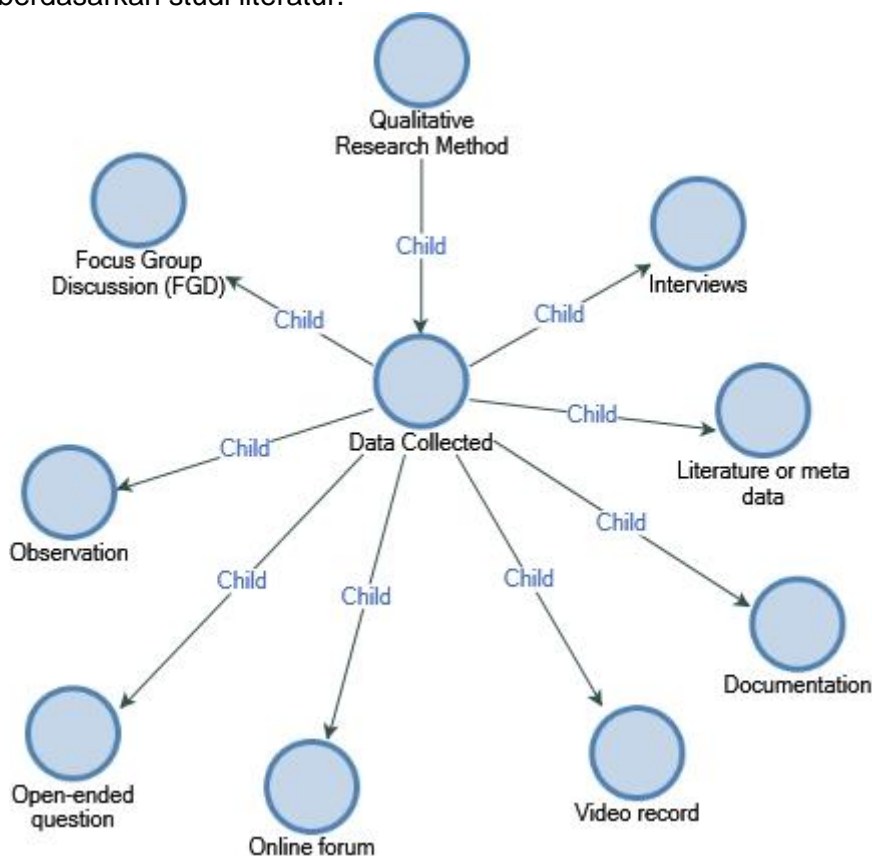 berdasarkan studi literatur.
Qualitative
Research Method
Child
Focus Group
Discussion (FGD)
Child
Interviews
Child
Data Collected
Child
Literature or meta
data
Child
Observation
Child
Documentation
Child
Open-ended
question
Child
Online forum
Child
Video record